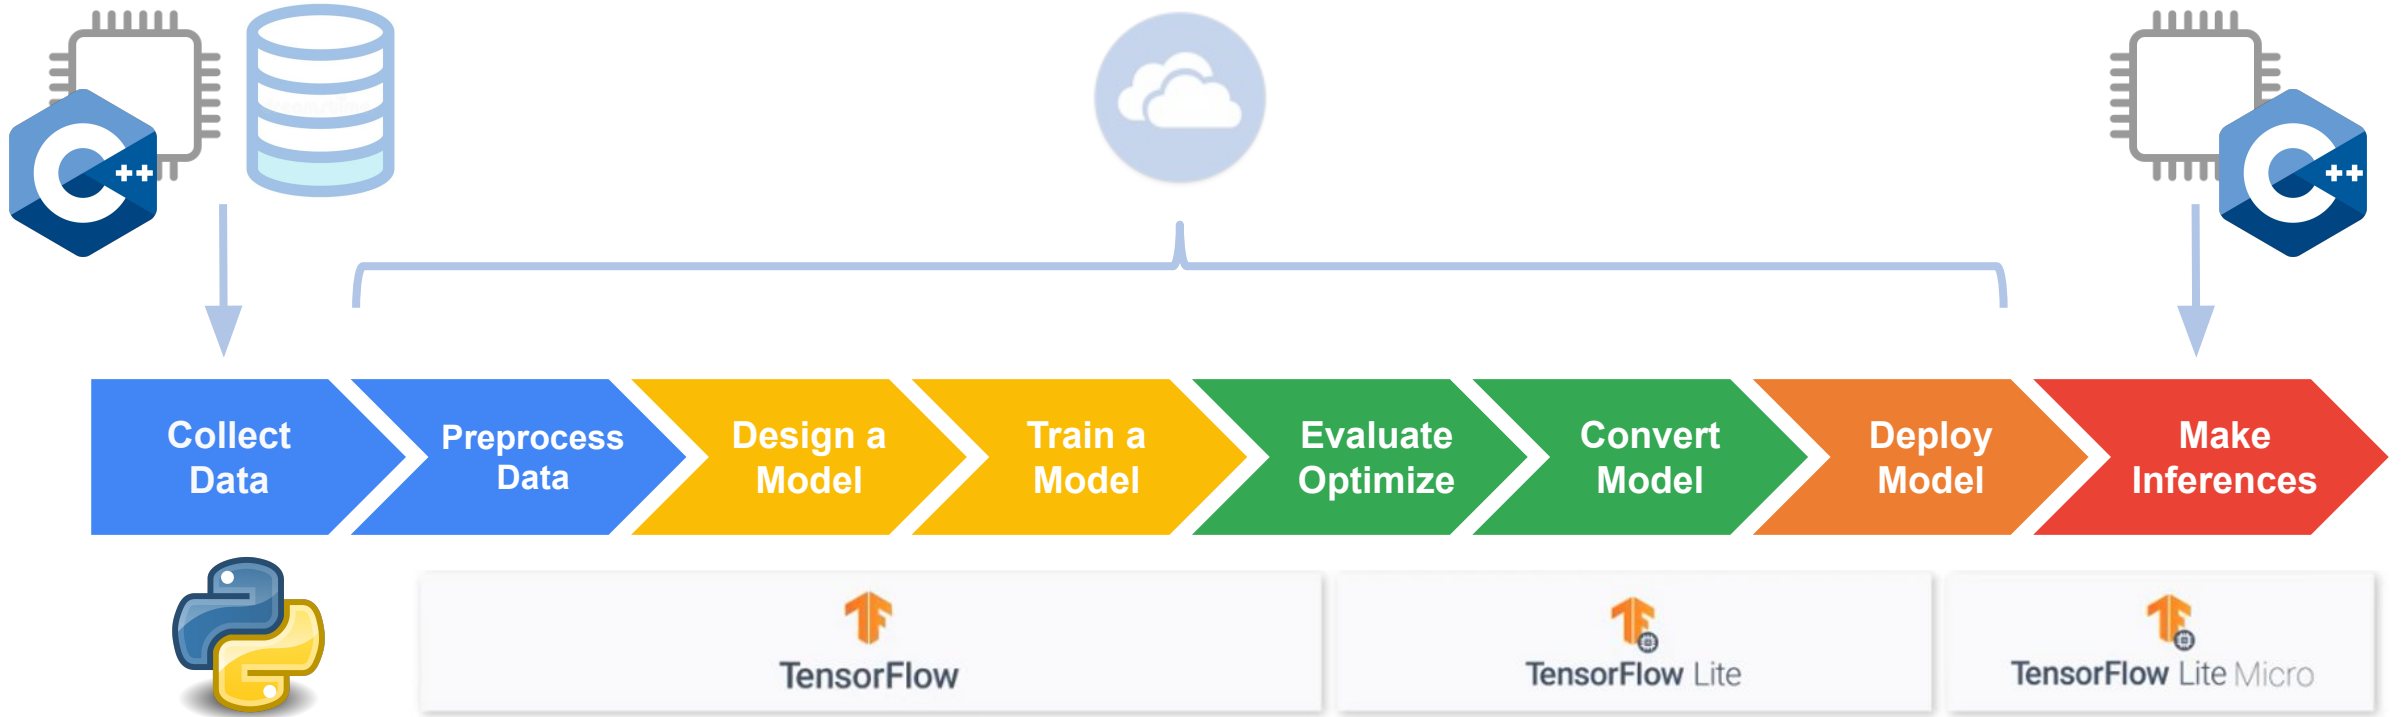 C++
C++
Collect
Data
Preprocess
Data
Design a
Model
Train a
Model
Evaluate
Optimize
Convert
Model
Deploy
Model
Make
Inferences
TensorFlow
TensorFlow Lite
TensorFlow Lite Micro